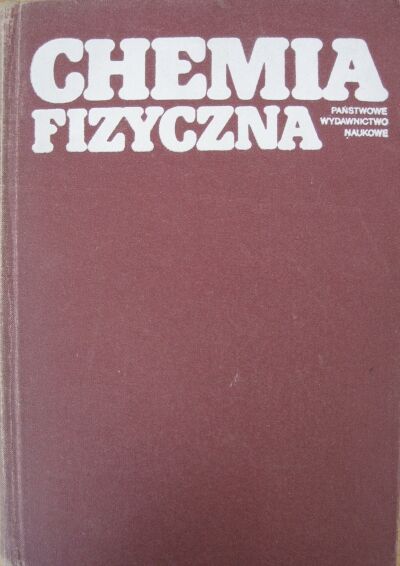 CHEMIA
FIZYCZNA
PAŃSTWOWE
WYDAWNICTWO
NAUKOWE